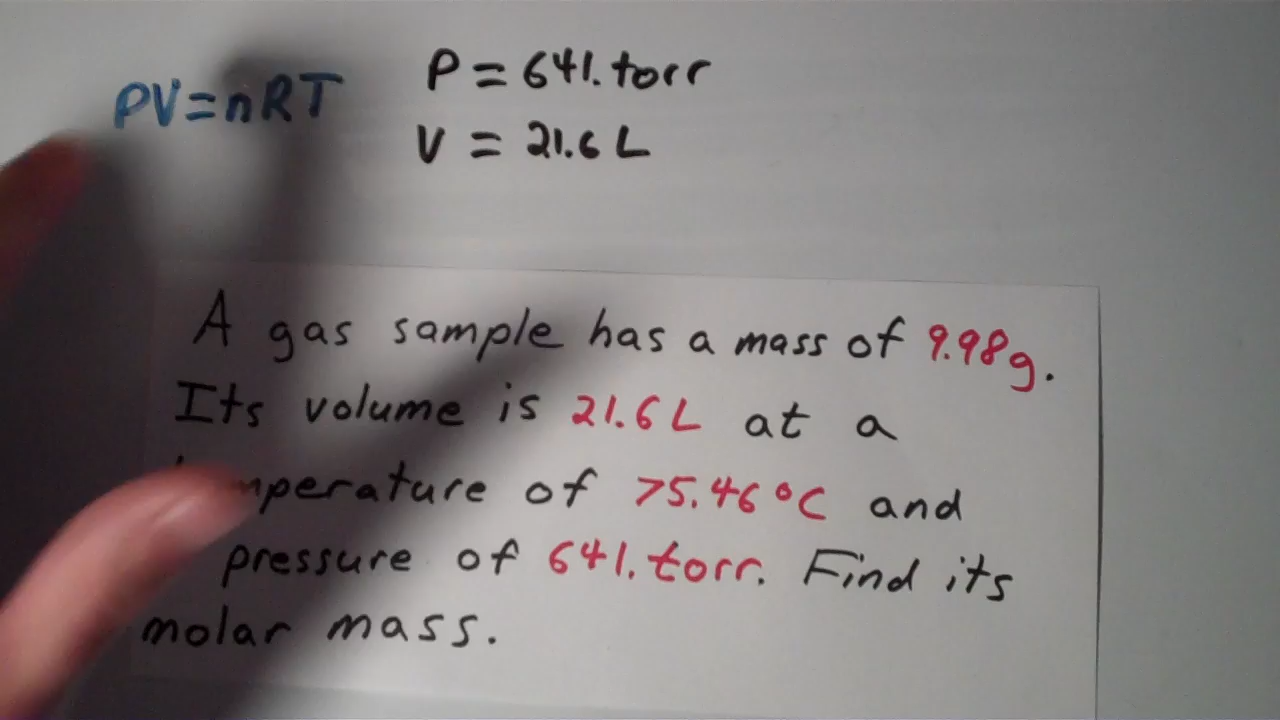 PV=nRT
P = 641. torr
V = 21.6 L
A gas sample has a mass of 9.98g.
Its volume is 21.6 L at a
of 75.46°C and
pressure of 641. torr. Find its
molar mass.